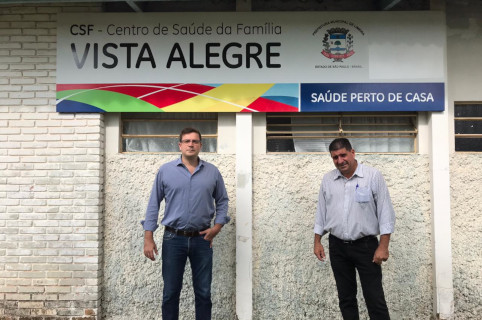 CSF - Centro de Saúde da Família
VISTA ALEGRE
SAÚDE PERTO DE CASA